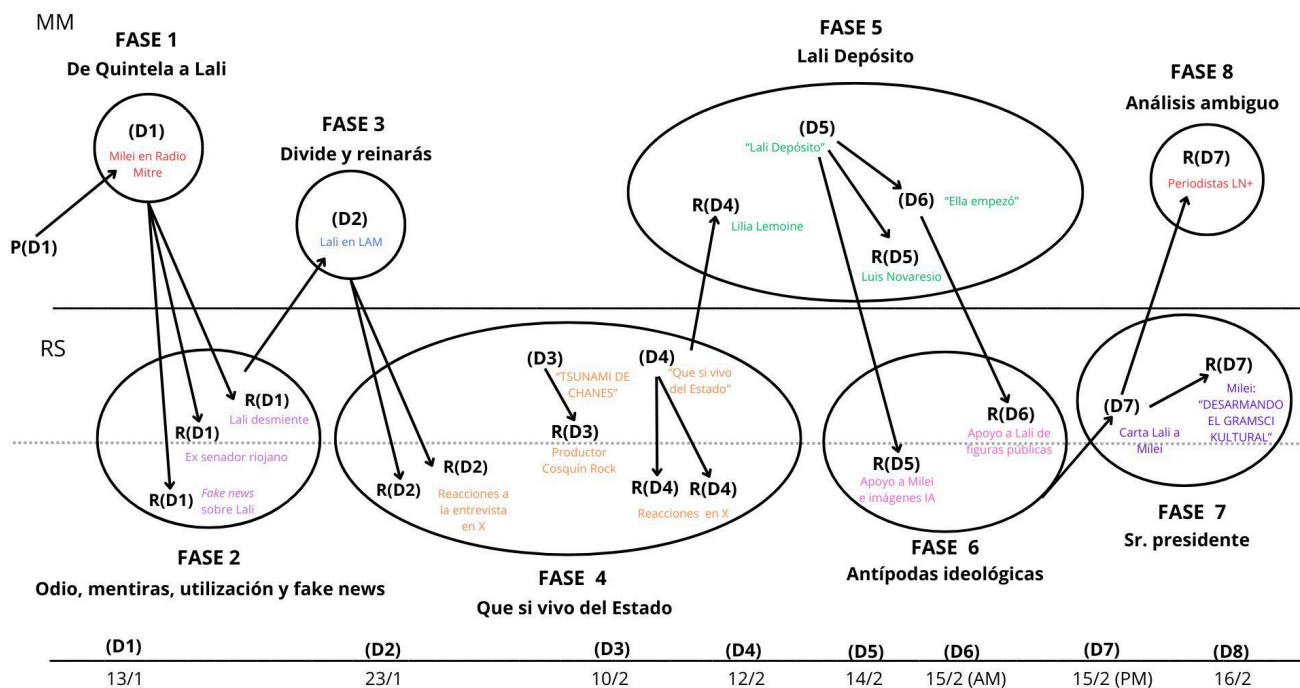 MM
FASE 1
De Quintela a Lali
(D1)
Milei en Radio
Mitre
P(D1)
FASE 3
Divide y reinarás
(D2)
Lali en LAM
FASE 5
Lali Depósito
(D5)
“Lali Depósito”
(D6)
“Ella empezó”
R(D4)
Lilia Lemoine
R(D5)
Luis Novaresio
FASE 8
Análisis ambiguo
R(D7)
Periodistas LN+
RS
R(D1)
Lali desmiente
R(D1)
Ex senador riojano
R(D1)
Fake news
sobre Lali
FASE 2
Odio, mentiras, utilización y fake news
(D3)
“TSUNAMI DE
CHANES”
R(D3)
Productor
Cosquín Rock
(D4)
“Que si vivo
del Estado”
R(D2)
R(D2)
Reacciones a
la entrevista
en X
R(D4)
R(D4)
Reacciones en X
FASE 4
Que si vivo del Estado
R(D6)
Apoyo a Lali de
figuras públicas
R(D5)
Apoyo a Milei
e imágenes IA
FASE 6
Antípodas ideológicas
(D7)
Carta Lali a
Milei
R(D7)
Milei:
“DESARMANDO
EL GRAMSCI
KULTURAL”
FASE 7
Sr. presidente
(D1) (D2) (D3) (D4) (D5) (D6) (D7) (D8)
13/1 23/1 10/2 12/2 14/2 15/2 (AM) 15/2 (PM) 16/2